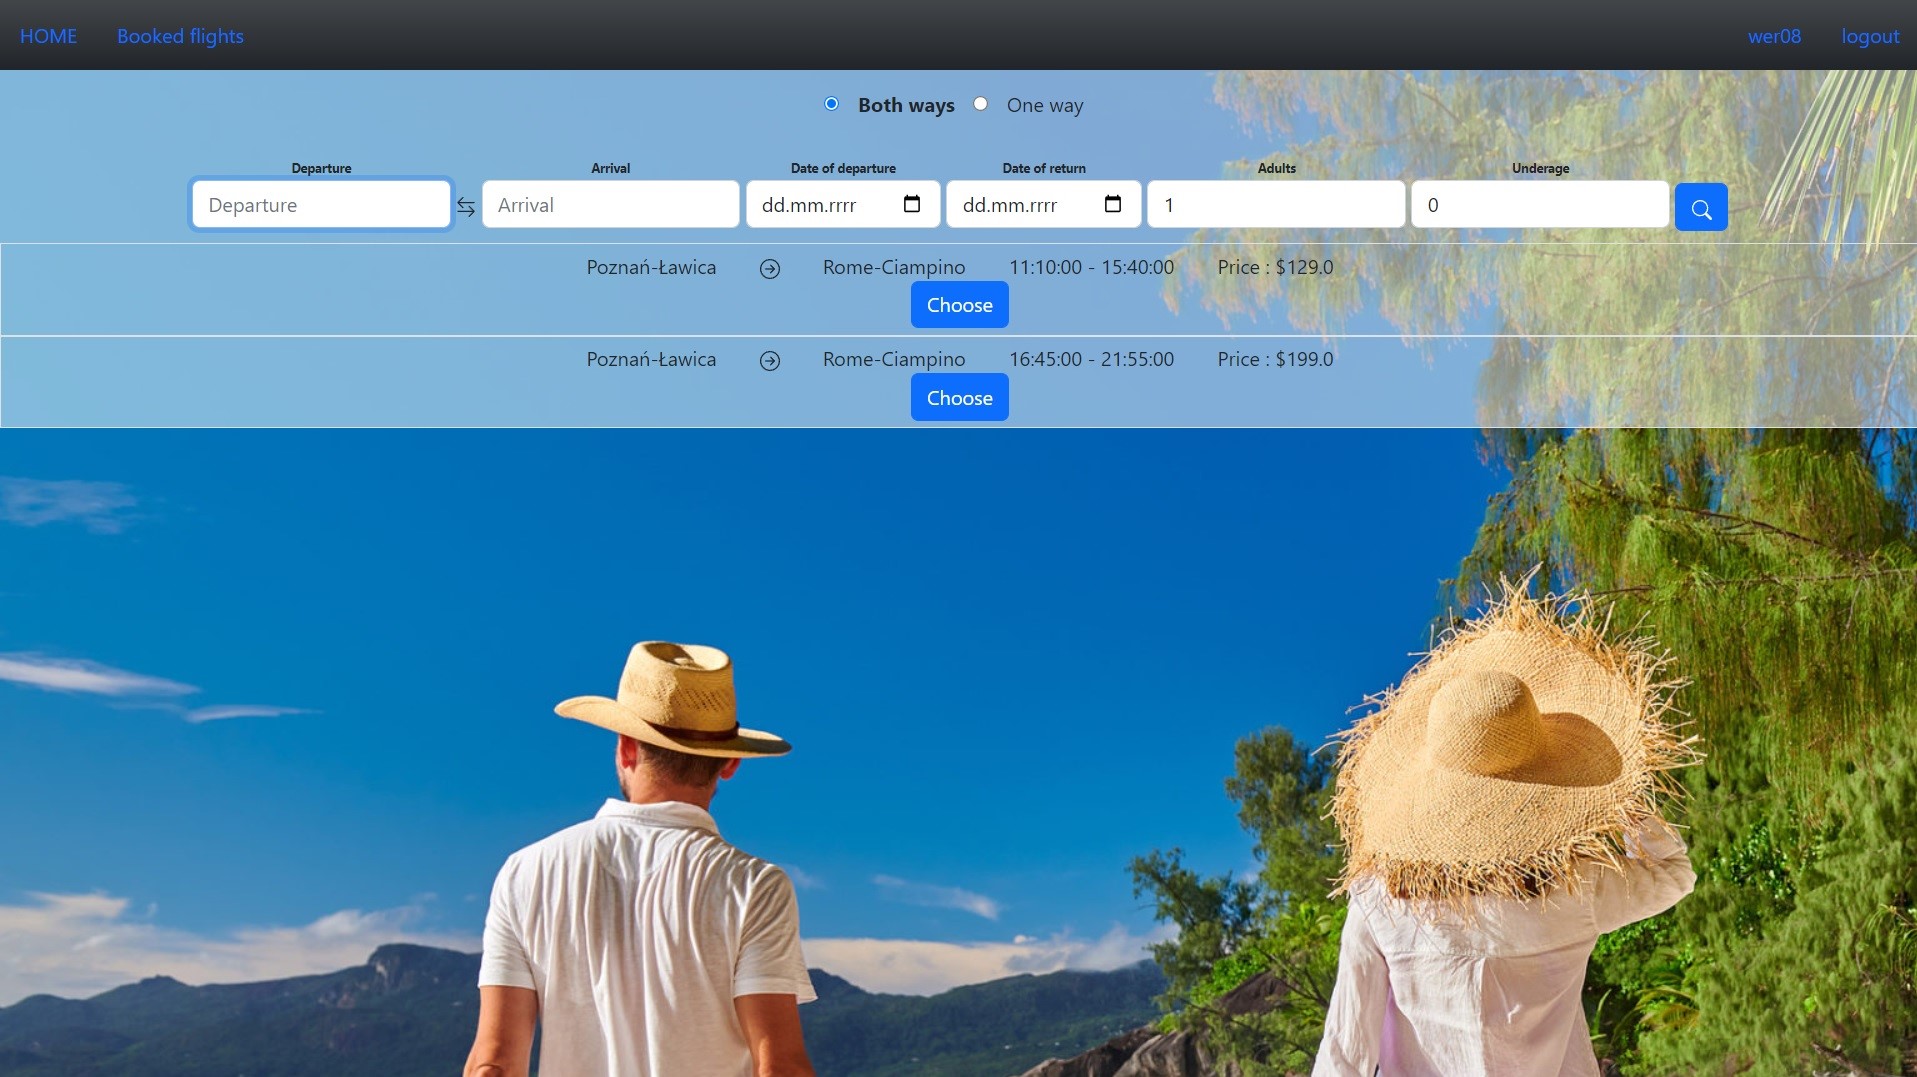 HOME Booked flights wer08 logout
Both ways One way
Departure Arrival Date of departure Date of return Adults Underage
Departure Arrival dd.mm.rrrr dd.mm.rrrr 1 0
Poznań-Ławica Rome-Ciampino 11:10:00 - 15:40:00 Price : $129.0
Choose
Poznań-Ławica Rome-Ciampino 16:45:00 - 21:55:00 Price : $199.0
Choose